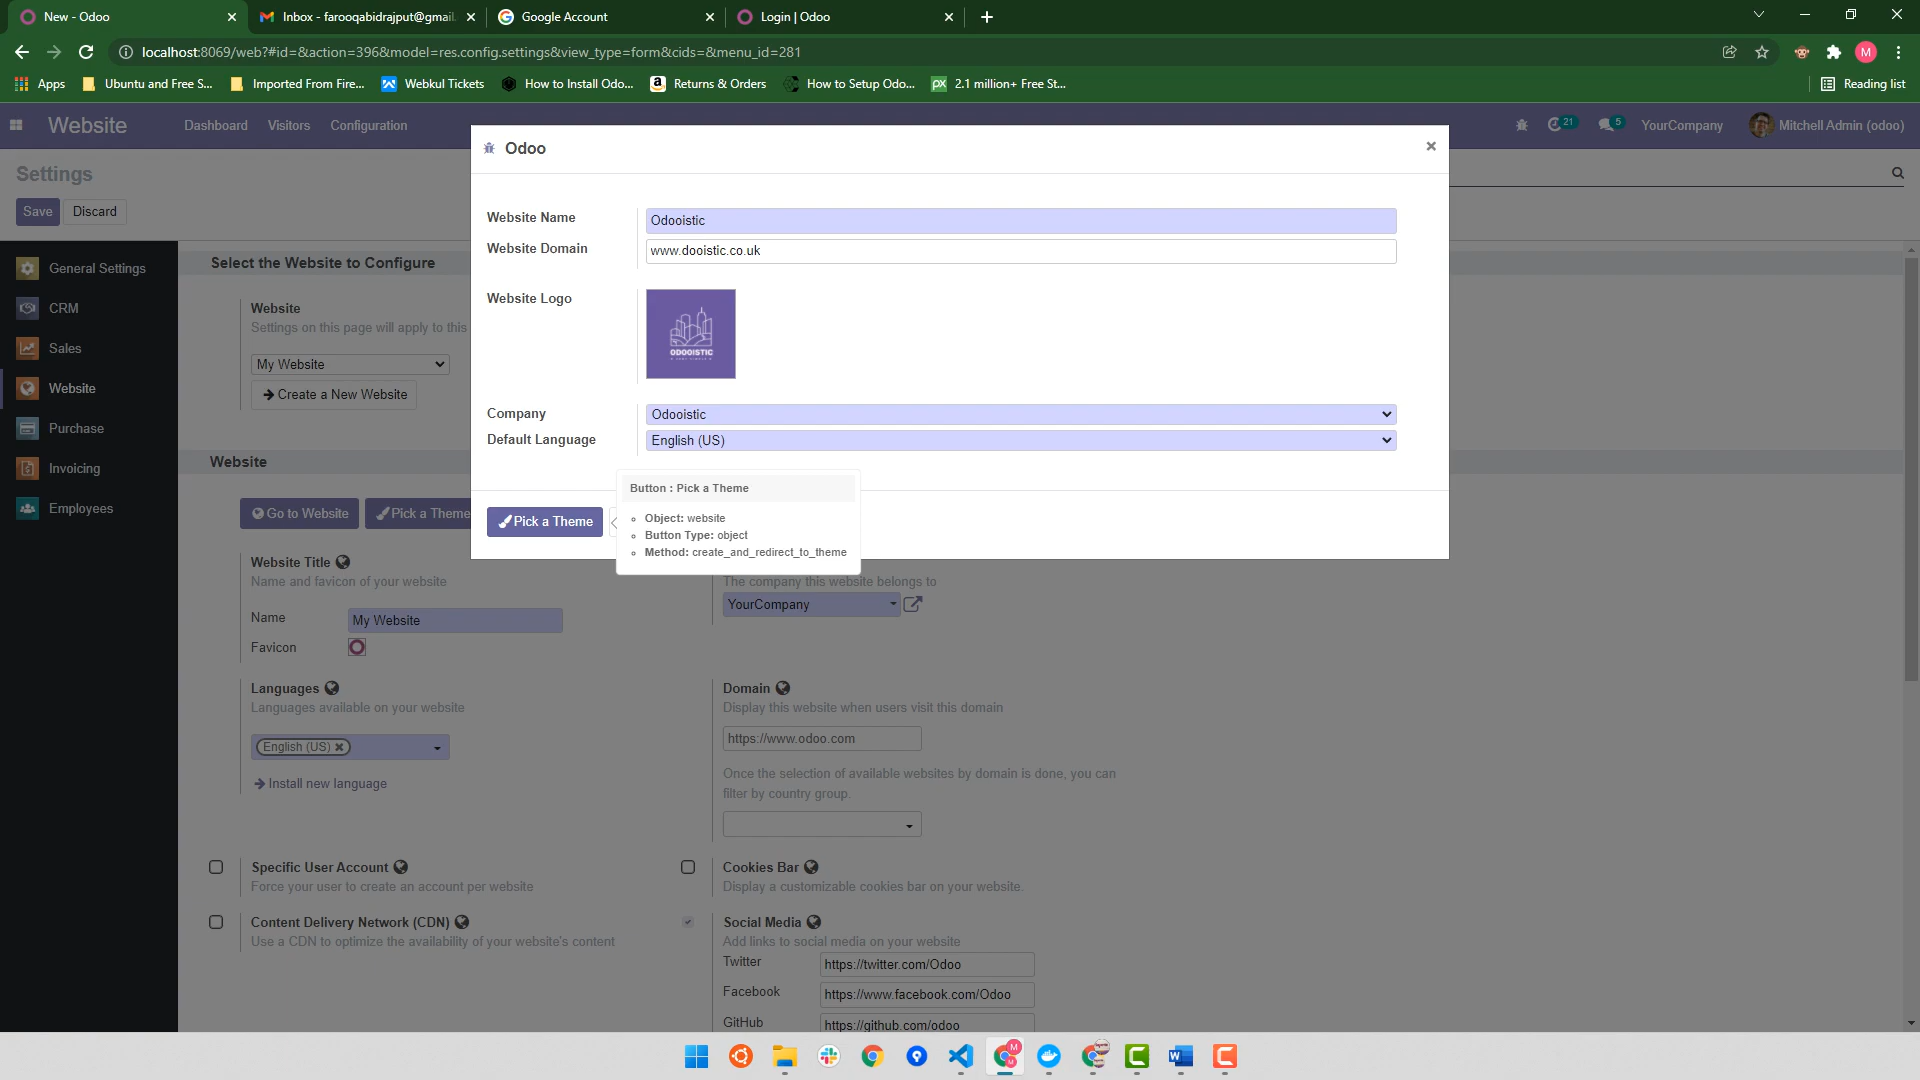 New - Odoo
Inbox - farooqabidrajput@gmail.
Google Account
Login | Odoo
localhost:8069/web?#id=&action=396&model=res.config.settings&view_type=form&cids=&menu_id=281
M
Apps
Ubuntu and Free S...
Imported From Fire...
Webkul Tickets
How to Install Odo...
Returns & Orders
How to Setup Odo...
2.1 million+ Free St...
Reading list
Website
Dashboard
Visitors
Configuration
21
5
YourCompany
Mitchell Admin (odoo)
Settings
Save
Discard
General Settings
CRM
Sales
Website
Purchase
Invoicing
Employees
Select the Website to Configure
Website
Settings on this page will apply to this
My Website
Create a New Website
Website
Go to Website
Pick a Theme
Odoo
Website Name
Odooistic
Website Domain
www.dooistic.co.uk
Website Logo
ODOOISTIC
Company
Odooistic
Default Language
English (US)
Pick a Theme
Button : Pick a Theme
Object: website
Button Type: object
Method: create_and_redirect_to_theme
Website Title
Name and favicon of your website
Name
My Website
Favicon
The company this website belongs to
YourCompany
Languages
Languages available on your website
English (US)
Install new language
Domain
Display this website when users visit this domain
https://www.odoo.com
Once the selection of available websites by domain is done, you can
filter by country group.
Specific User Account
Force your user to create an account per website
Cookies Bar
Display a customizable cookies bar on your website.
Content Delivery Network (CDN)
Use a CDN to optimize the availability of your website's content
Social Media
Add links to social media on your website
Twitter
https://twitter.com/Odoo
Facebook
https://www.facebook.com/Odoo
GitHub
https://github.com/odoo